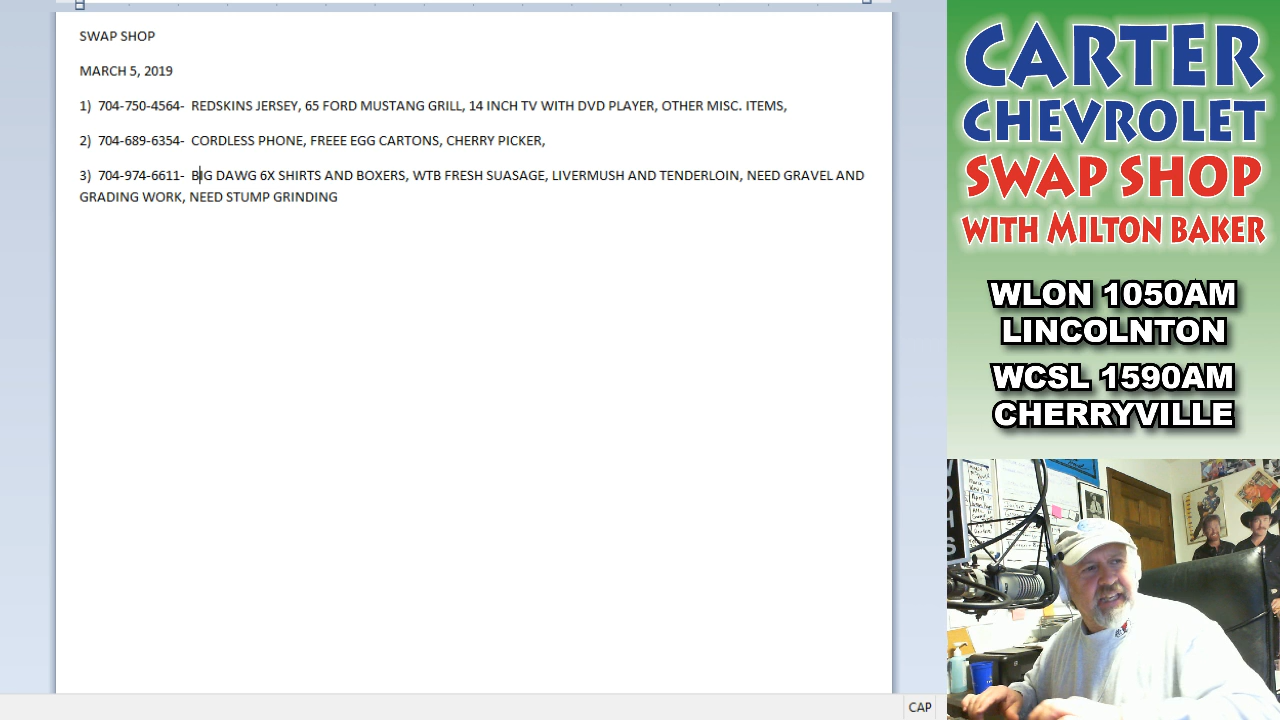 SWAP SHOP
MARCH 5, 2019
1) 704-750-4564- REDSKINS JERSEY, 65 FORD MUSTANG GRILL, 14 INCH TV WITH DVD PLAYER, OTHER MISC. ITEMS,
2) 704-689-6354- CORDLESS PHONE, FREEE EGG CARTONS, CHERRY PICKER,
3) 704-974-6611- BIG DAWG 6X SHIRTS AND BOXERS, WTB FRESH SUASAGE, LIVERMUSH AND TENDERLOIN, NEED GRAVEL AND
GRADING WORK, NEED STUMP GRINDING
CAP
CARTER
CHEVROLET
SWAP SHOP
WITH MILTON BAKER
WLON 1050AM
LINCOLNTON
WCSL 1590AM
CHERRYVILLE